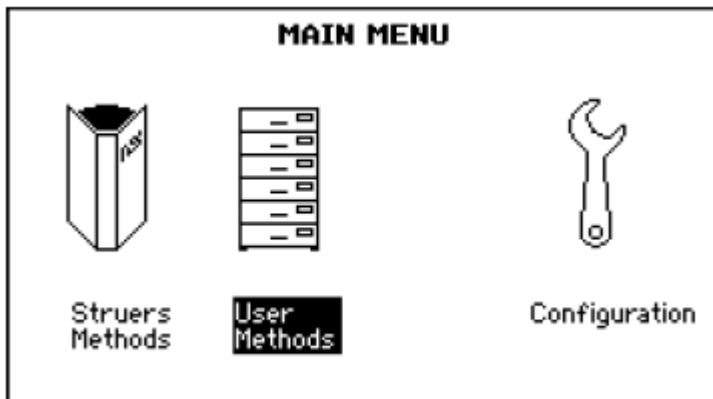 MAIN MENU
Struers
Methods
User
Methods
Configuration